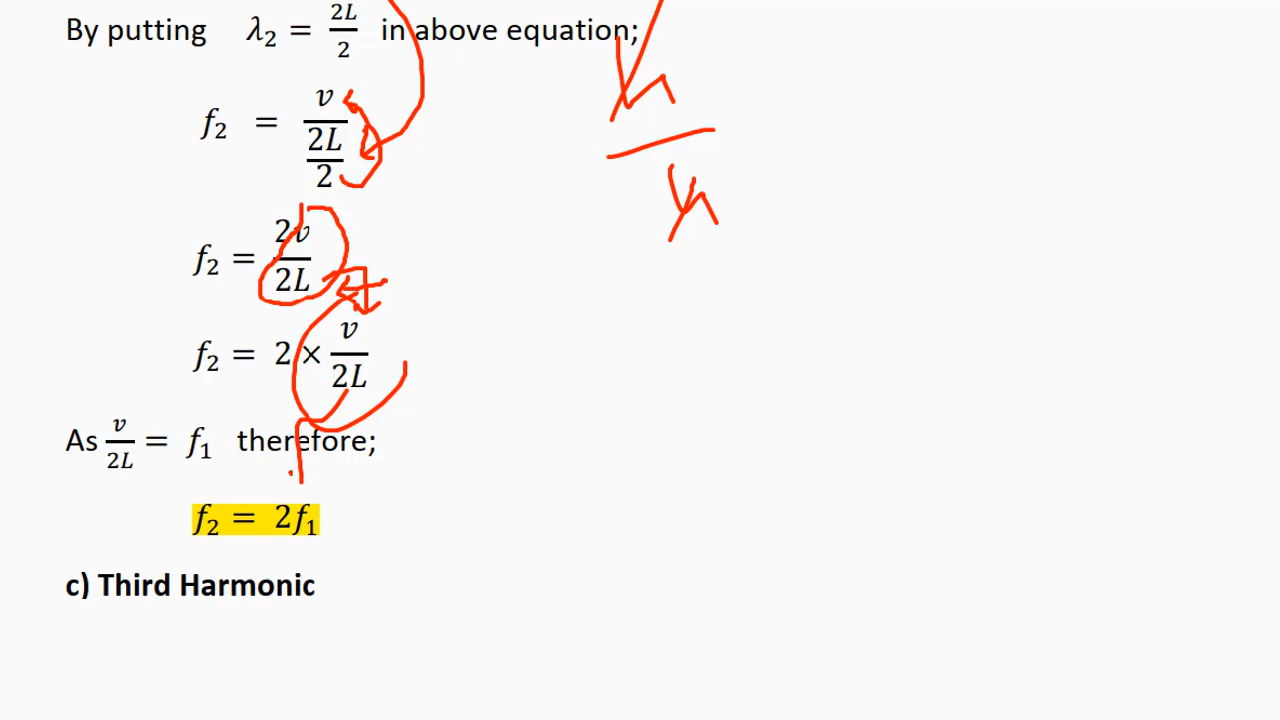 By putting λ₂ = 2L/2 in above equation;
f₂ = v/(2L/2)
f₂ = 2v/2L
f₂ = 2 × v/2L
As v/2L = f₁ therefore;
f₂ = 2f₁
c) Third Harmonic